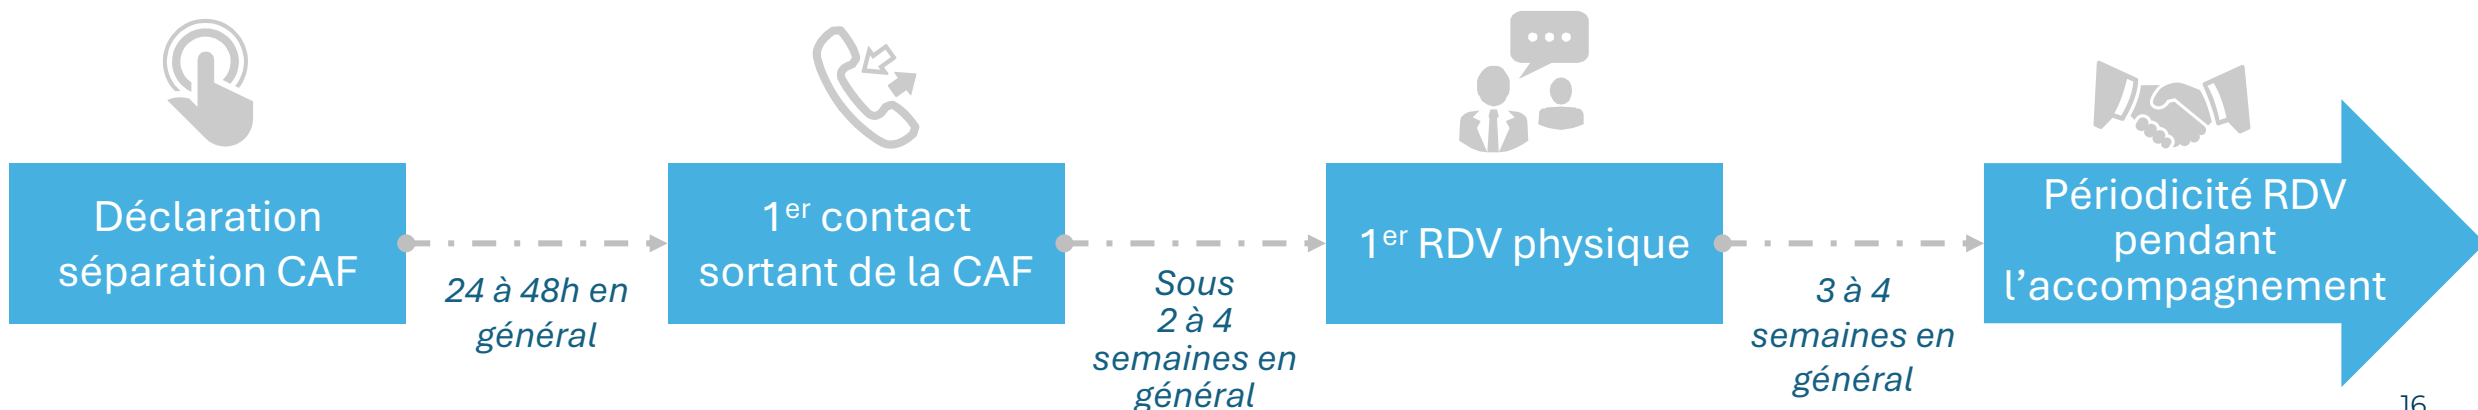 Déclaration
séparation CAF
24 à 48h en
général
1er contact
sortant de la CAF
Sous
2 à 4
semaines en
général
1er RDV physique
3 à 4
semaines en
général
Périodicité RDV
pendant
l’accompagnement
16